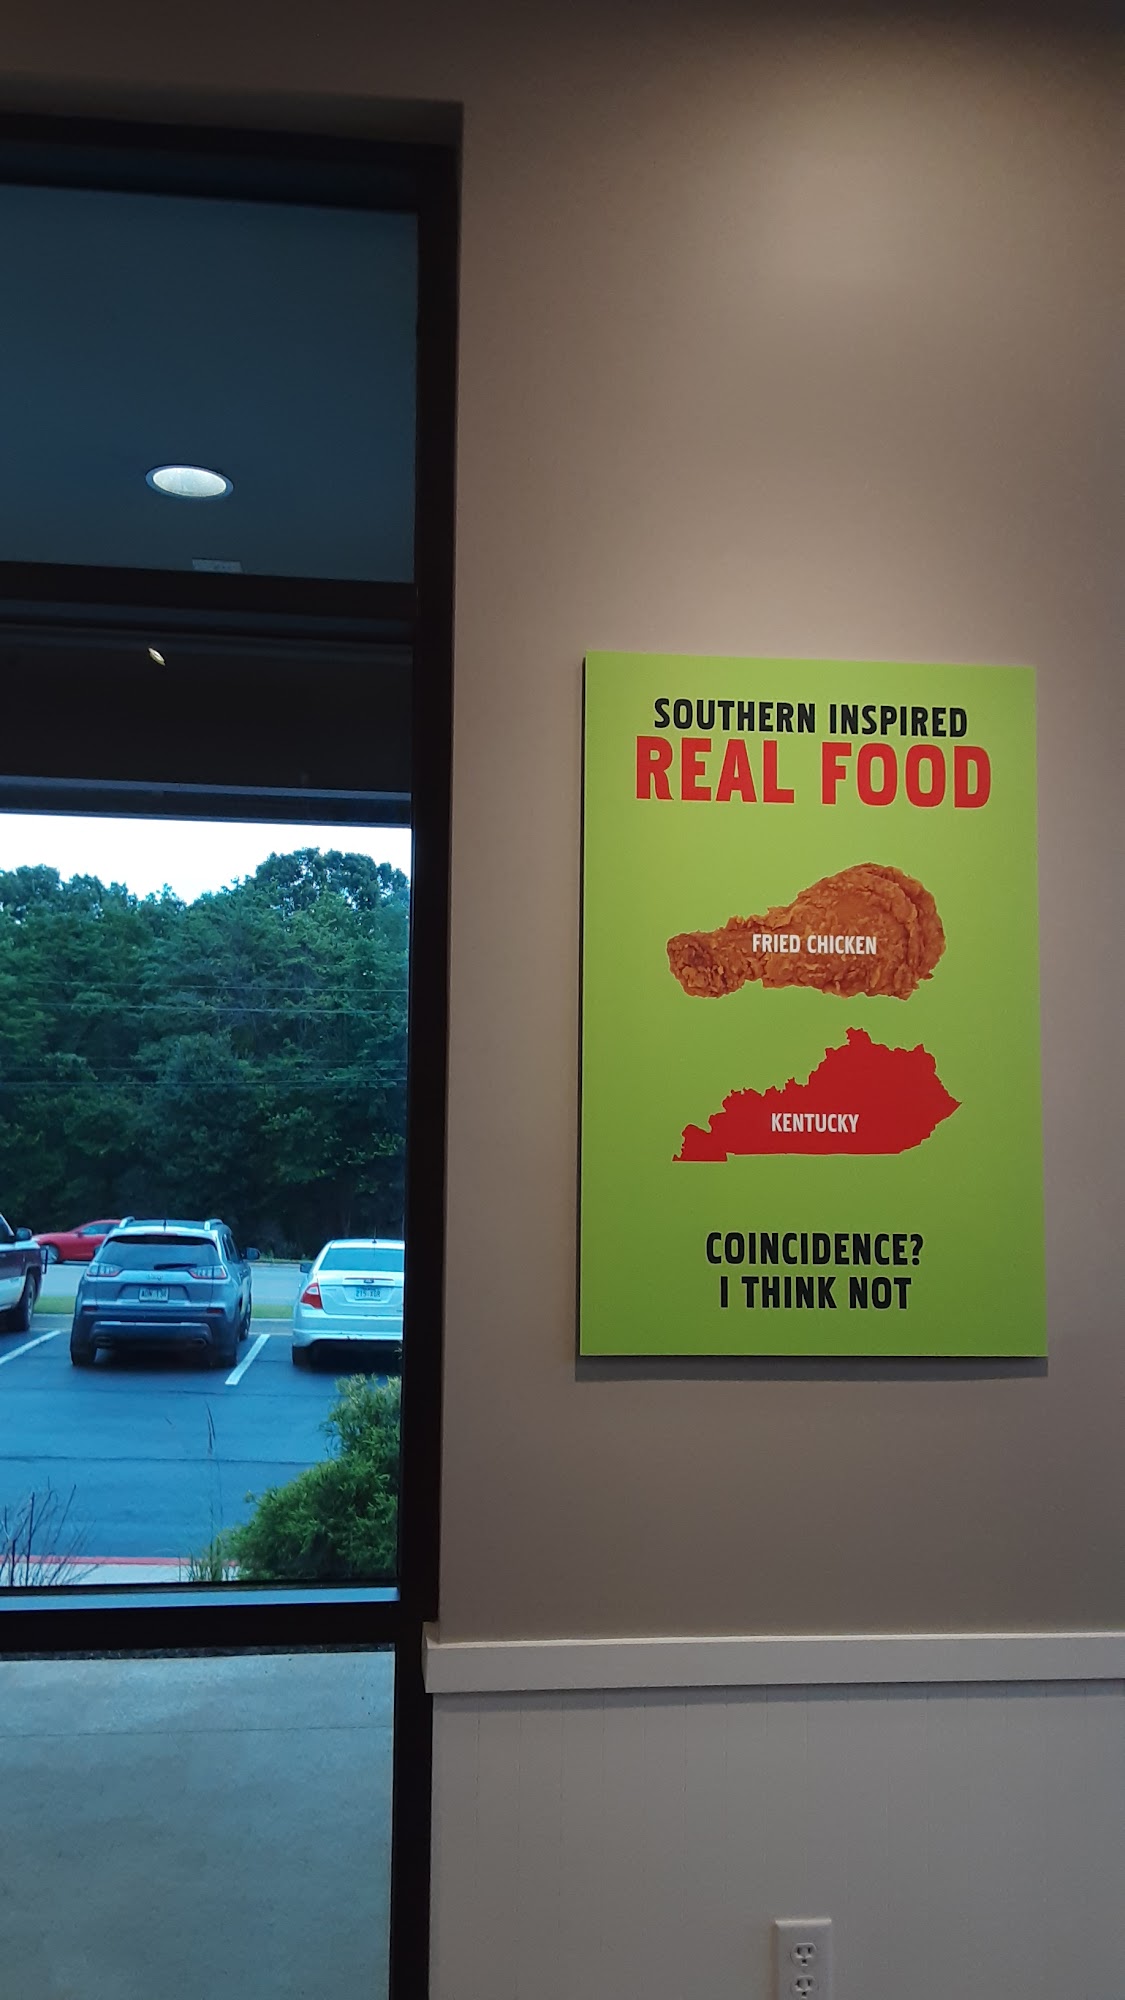 SOUTHERN INSPIRED
REAL FOOD
FRIED CHICKEN
KENTUCKY
COINCIDENCE?
I THINK NOT